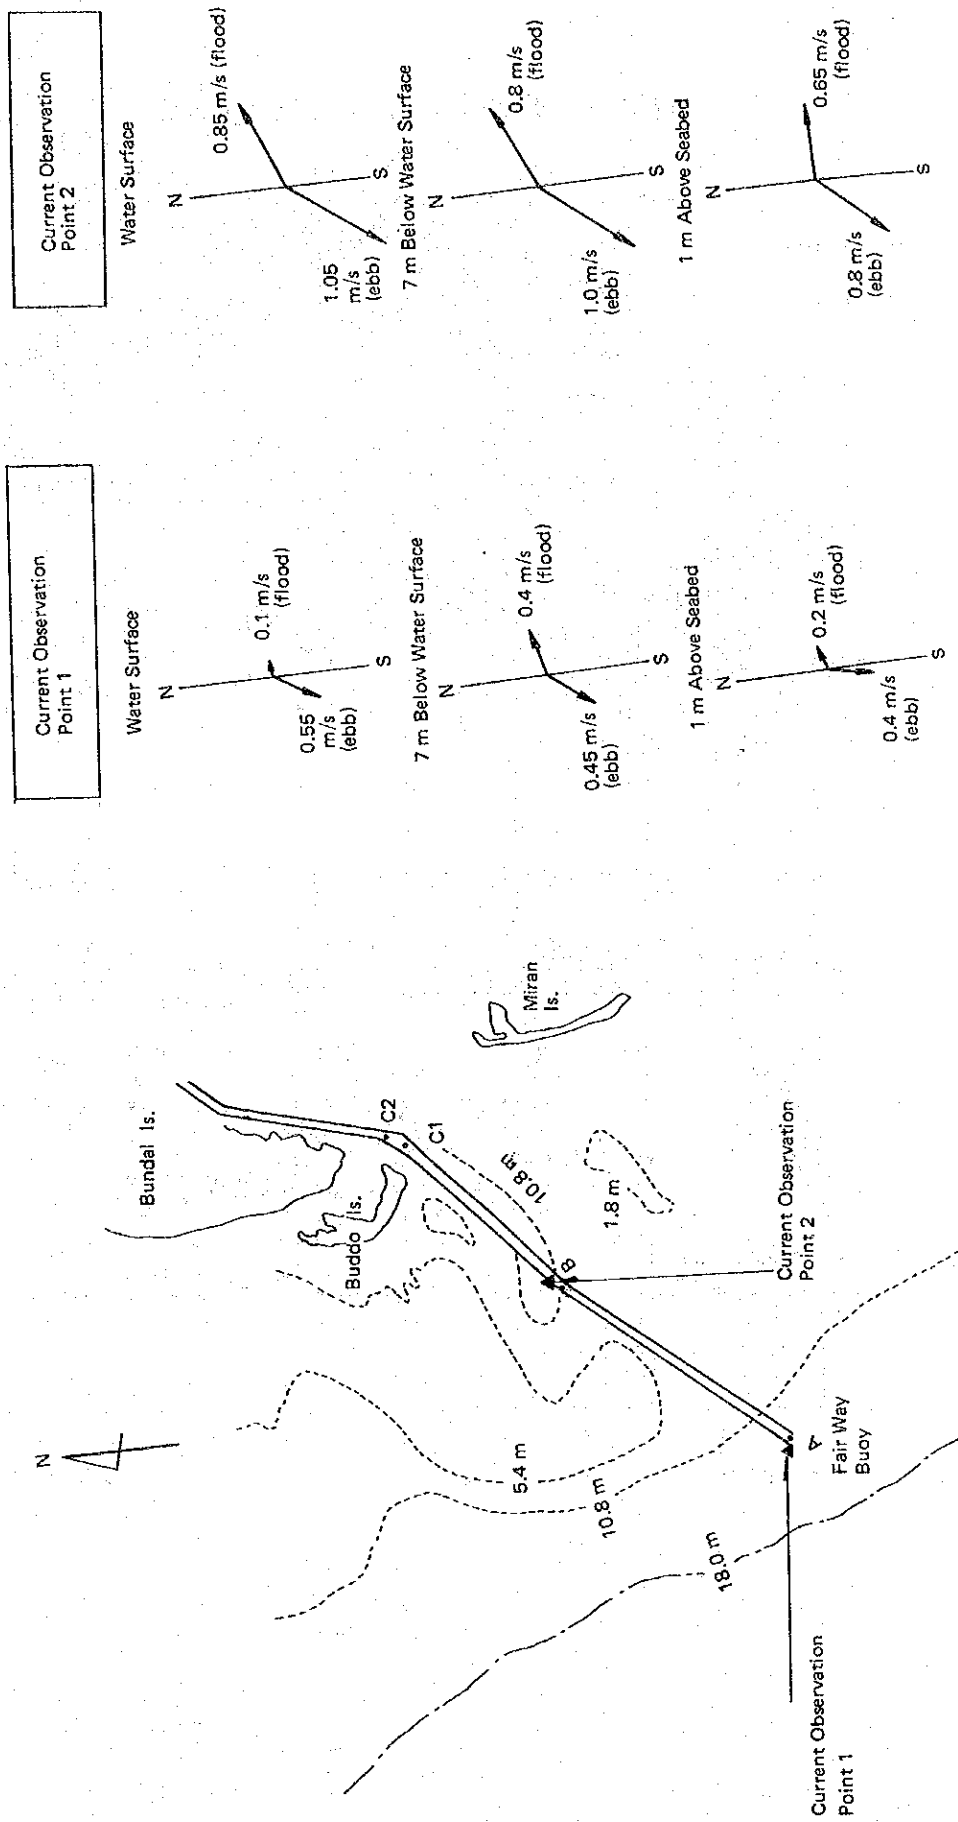 N
Bundal Is.
Buddo Is.
C2
C1
Miran
Is.
10.8 m
1.8 m
B
5.4 m
10.8 m
18.0 m
Fair Way
Buoy
Current Observation
Point 2
Current Observation
Point 1
Current Observation
Point 1
Water Surface
N
0.1 m/s
(flood)
0.55
m/s
(ebb)
S
7 m Below Water Surface
N
0.4 m/s
(flood)
0.45 m/s
(ebb)
S
1 m Above Seabed
N
0.2 m/s
(flood)
0.4 m/s
(ebb)
S
Current Observation
Point 2
Water Surface
N
0.85 m/s (flood)
1.05
m/s
(ebb)
S
7 m Below Water Surface
N
0.8 m/s
(flood)
1.0 m/s
(ebb)
S
1 m Above Seabed
N
0.65 m/s
(flood)
0.8 m/s
(ebb)
S